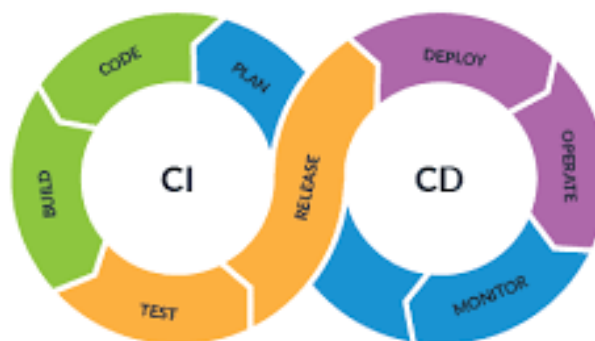 PLAN
CODE
BUILD
TEST
RELEASE
DEPLOY
OPERATE
MONITOR
CI
CD